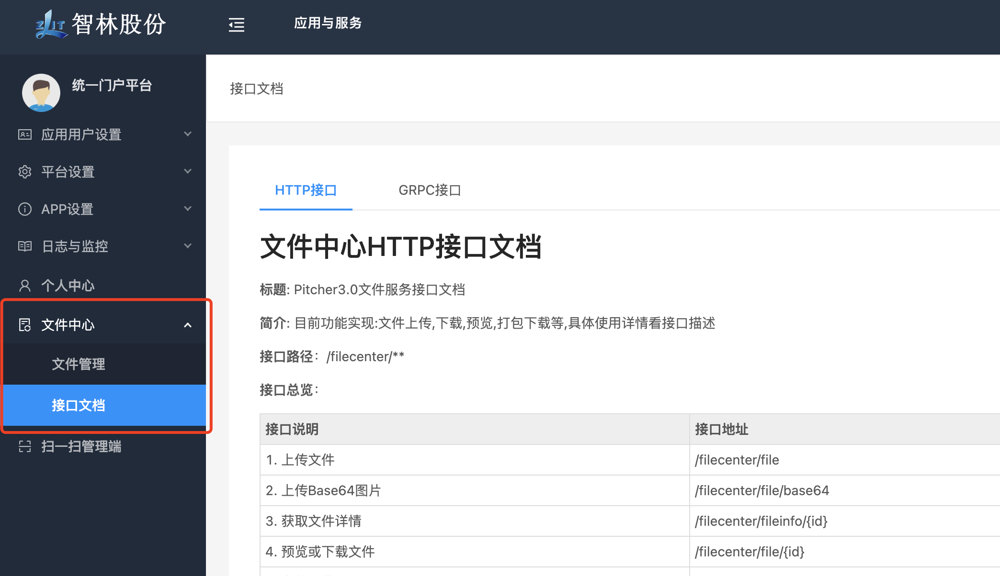 ZLIT 智林股份
应用与服务
统一门户平台
应用用户设置
平台设置
APP设置
日志与监控
个人中心
文件中心
文件管理
接口文档
扫一扫管理端
接口文档
HTTP接口 GRPC接口
文件中心HTTP接口文档
标题: Pitcher3.0文件服务接口文档
简介: 目前功能实现:文件上传,下载,预览,打包下载等,具体使用详情看接口描述
接口路径：/filecenter/**
接口总览：
接口说明 接口地址
1. 上传文件 /filecenter/file
2. 上传Base64图片 /filecenter/file/base64
3. 获取文件详情 /filecenter/fileinfo/{id}
4. 预览或下载文件 /filecenter/file/{id}